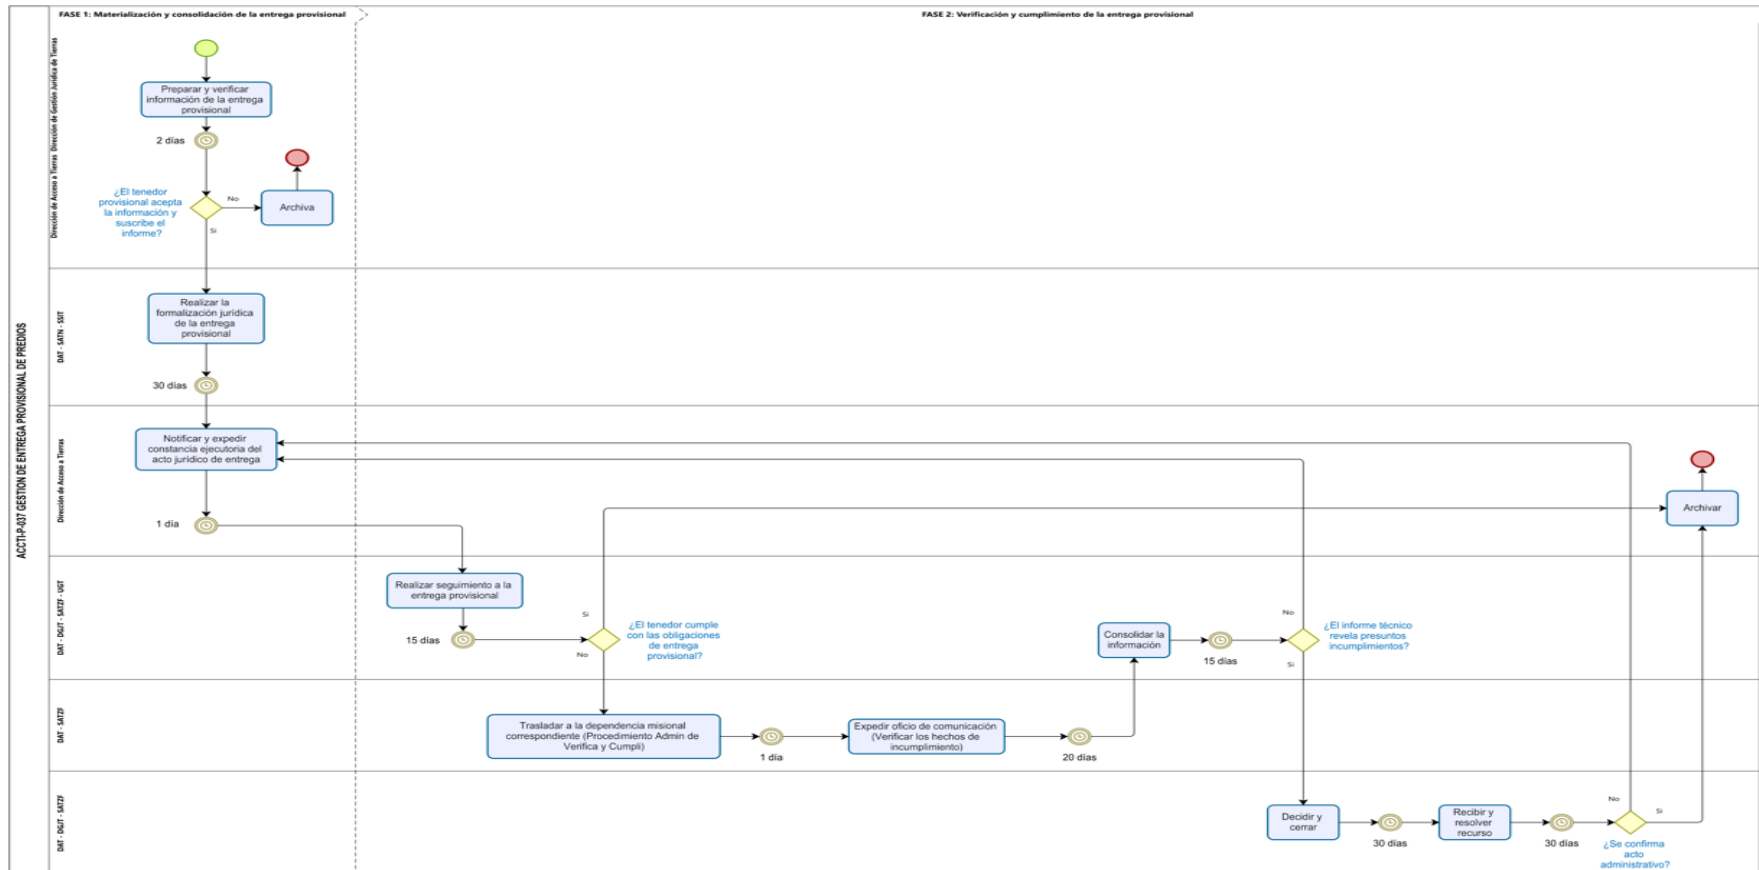 FASE 1: Materialización y consolidación de la entrega provisional
FASE 2: Verificación y cumplimiento de la entrega provisional
ACCTI-P-037 GESTION DE ENTREGA PROVISIONAL DE PREDIOS
Dirección de Acceso a Tierras Dirección de Gestión Jurídica de Tierras
Preparar y verificar
información de la entrega
provisional
2 días
¿El tenedor
provisional acepta
la información y
suscribe el
informe?
No
Archiva
Si
DAT - SATN - SSIT
Realizar la
formalización jurídica
de la entrega
provisional
30 días
Dirección de Acceso a Tierras
Notificar y expedir
constancia ejecutoria del
acto jurídico de entrega
1 día
Archivar
DAT - DGJT - SATZF - UGT
Realizar seguimiento a la
entrega provisional
15 días
Si
¿El tenedor cumple
con las obligaciones
de entrega
provisional?
No
Consolidar la
información
15 días
No
¿El informe técnico
revela presuntos
incumplimientos?
Si
DAT - SATZF
Trasladar a la dependencia misional
correspondiente (Procedimiento Admin de
Verifica y Cumpli)
1 día
Expedir oficio de comunicación
(Verificar los hechos de
incumplimiento)
20 días
DAT - DGJT - SATZF
Decidir y
cerrar
30 días
Recibir y
resolver
recurso
30 días
No
Si
¿Se confirma
acto
administrativo?